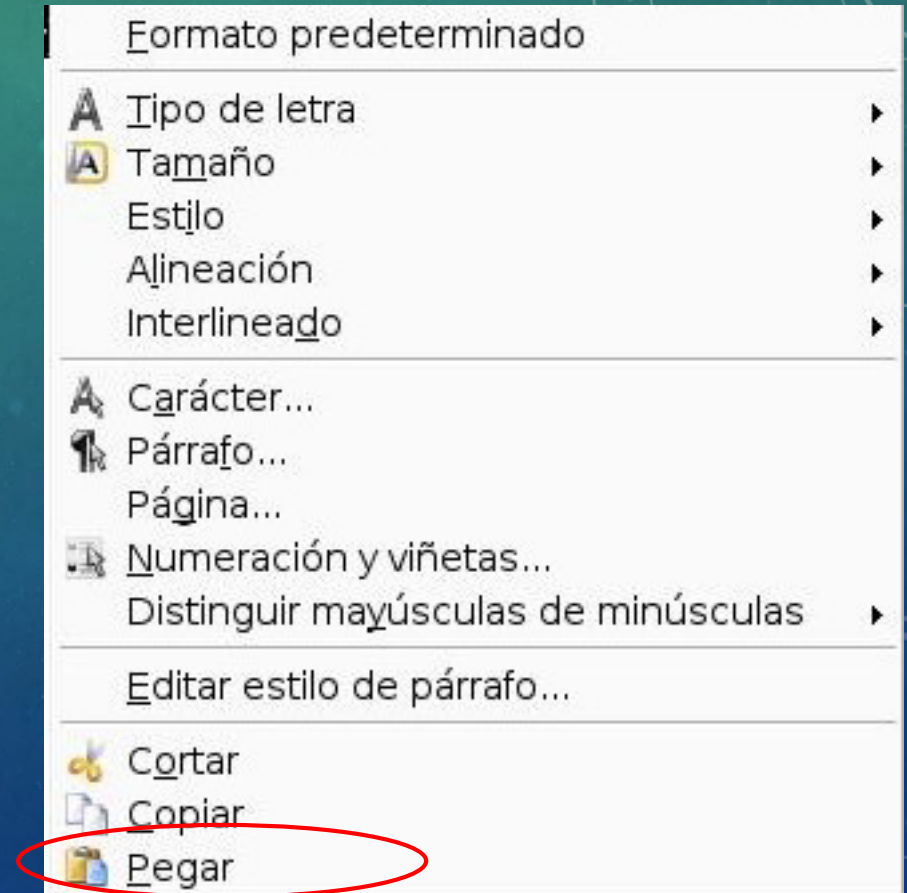 Formato predeterminado
Tipo de letra
Tamaño
Estilo
Alineación
Interlineado
Carácter...
Párrafo...
Página...
Numeración y viñetas...
Distinguir mayúsculas de minúsculas
Editar estilo de párrafo...
Cortar
Copiar
Pegar